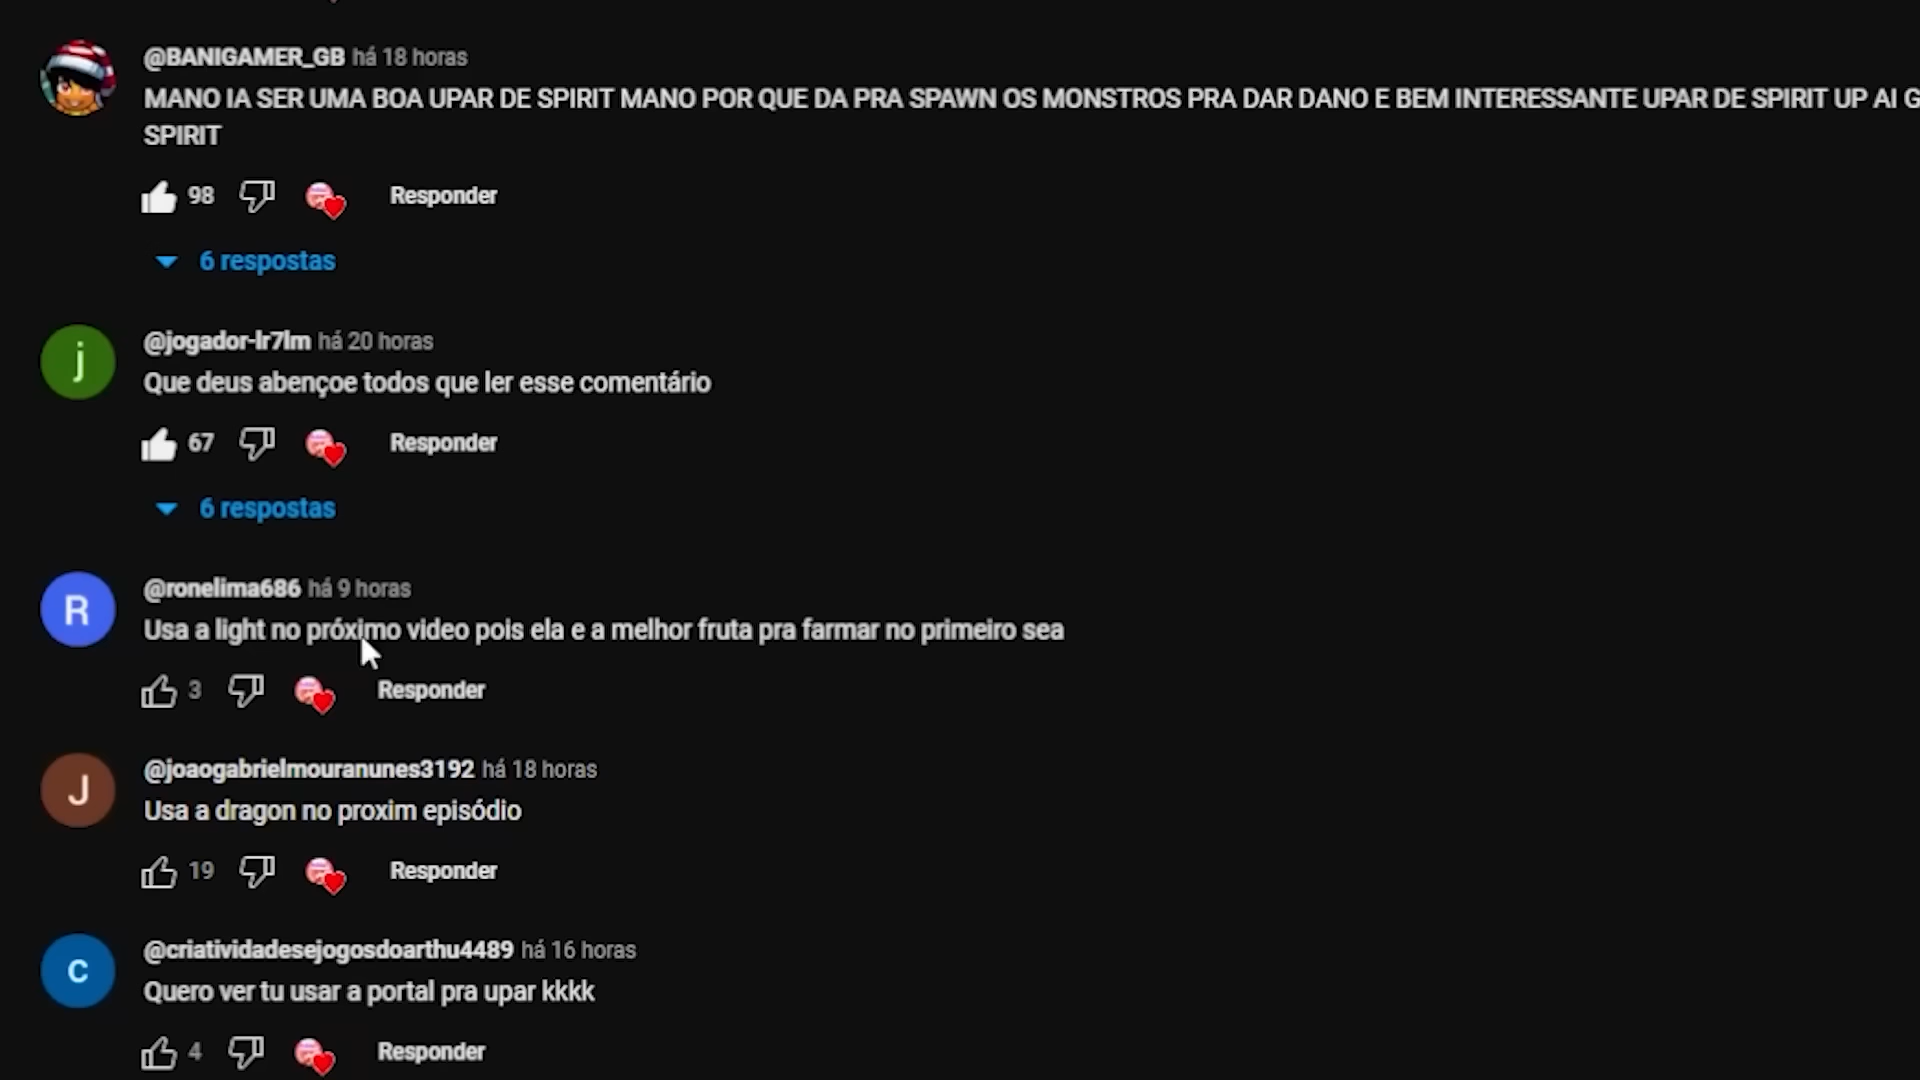 @BANIGAMER_GB há 18 horas
MANO IA SER UMA BOA UPAR DE SPIRIT MANO POR QUE DA PRA SPAWN OS MONSTROS PRA DAR DANO E BEM INTERESSANTE UPAR DE SPIRIT UP AI
SPIRIT
98 Responder
6 respostas
j
@jogador-lr7lm há 20 horas
Que deus abençoe todos que ler esse comentário
67 Responder
6 respostas
R
@ronelima686 há 9 horas
Usa a light no próximo video pois ela e a melhor fruta pra farmar no primeiro sea
3 Responder
J
@joaogabrielmouranunes3192 há 18 horas
Usa a dragon no proxim episódio
19 Responder
c
@criatividadesejogosdoarthu4489 há 16 horas
Quero ver tu usar a portal pra upar kkkk
4 Responder